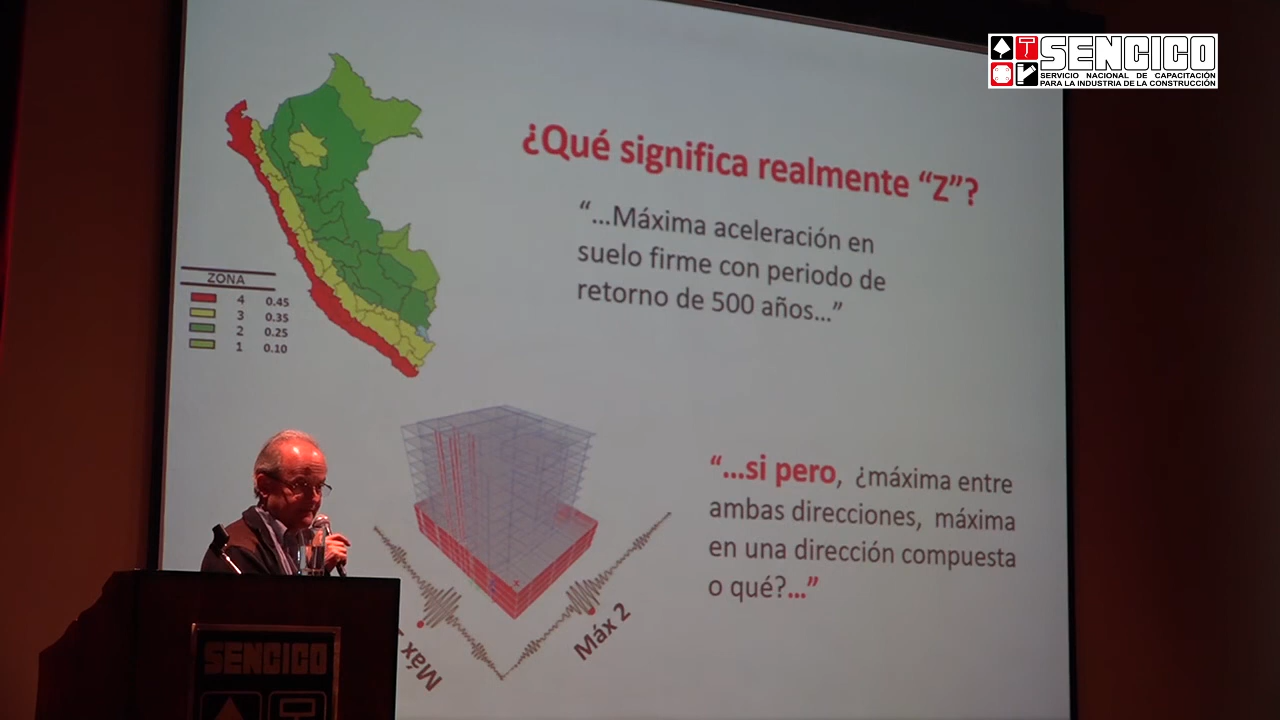 SENCICO
SERVICIO NACIONAL DE CAPACITACIÓN
PARA LA INDUSTRIA DE LA CONSTRUCCIÓN
¿Qué significa realmente “Z”?
“...Máxima aceleración en
suelo firme con periodo de
retorno de 500 años...”
ZONA
4 0.45
3 0.35
2 0.25
1 0.10
“...si pero, ¿máxima entre
ambas direcciones, máxima
en una dirección compuesta
o qué?...”
Máx
Máx 2
SENCICO